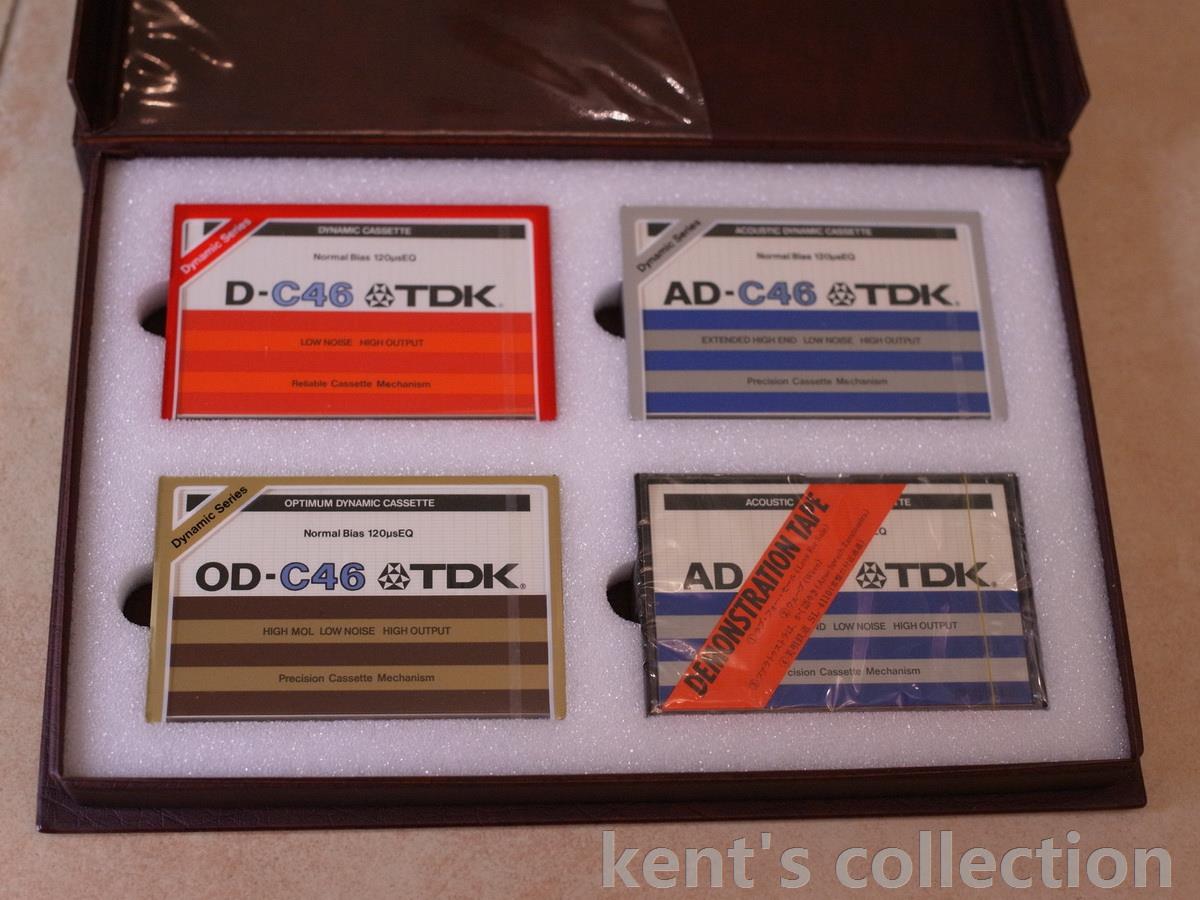 Dynamic Series
DYNAMIC CASSETTE
Normal Bias 120μsEQ
D-C46 TDK
LOW NOISE HIGH OUTPUT
Reliable Cassette Mechanism
Dynamic Series
ACOUSTIC DYNAMIC CASSETTE
Normal Bias 120μsEQ
AD-C46 TDK
EXTENDED HIGH END LOW NOISE HIGH OUTPUT
Precision Cassette Mechanism
Dynamic Series
OPTIMUM DYNAMIC CASSETTE
Normal Bias 120μsEQ
OD-C46 TDK®
HIGH MOL LOW NOISE HIGH OUTPUT
Precision Cassette Mechanism
ACOUSTIC
CASSETTE
EQ
AD TDK
LOW NOISE HIGH OUTPUT
cision Cassette Mechanism
DEMONSTRATION TAPE
kent's collection